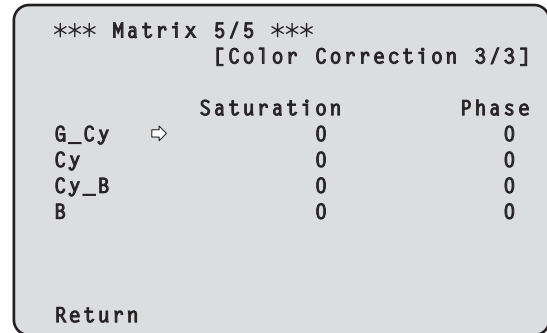 *** Matrix 5/5 ***
[Color Correction 3/3]
Saturation Phase
G_Cy ⇨ 0 0
Cy 0 0
Cy_B 0 0
B 0 0
Return